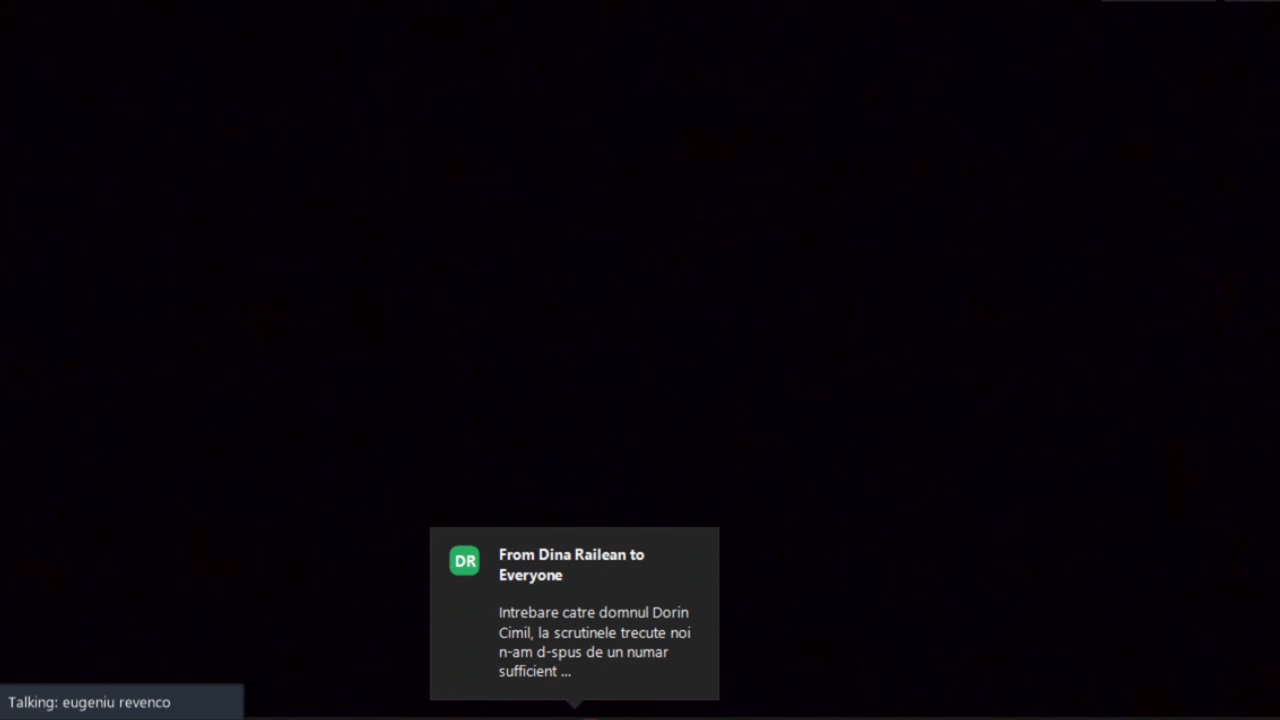 From Dina Railean to
Everyone
DR
Intrebare catre domnul Dorin
Cimil, la scrutinele trecute noi
n-am d-spus de un numar
sufficient ...
Talking: eugeniu revenco